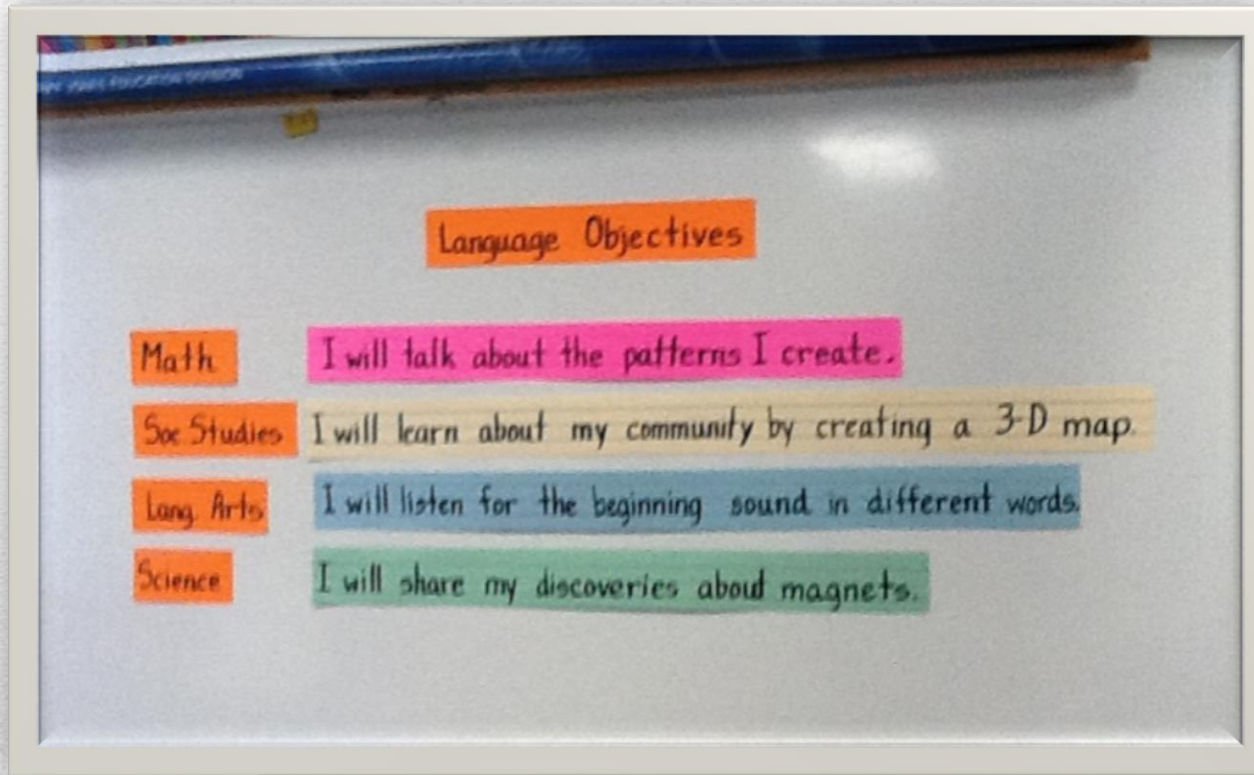 Language Objectives
Math I will talk about the patterns I create.
Soc Studies I will learn about my community by creating a 3-D map.
Lang. Arts I will listen for the beginning sound in different words.
Science I will share my discoveries about magnets.